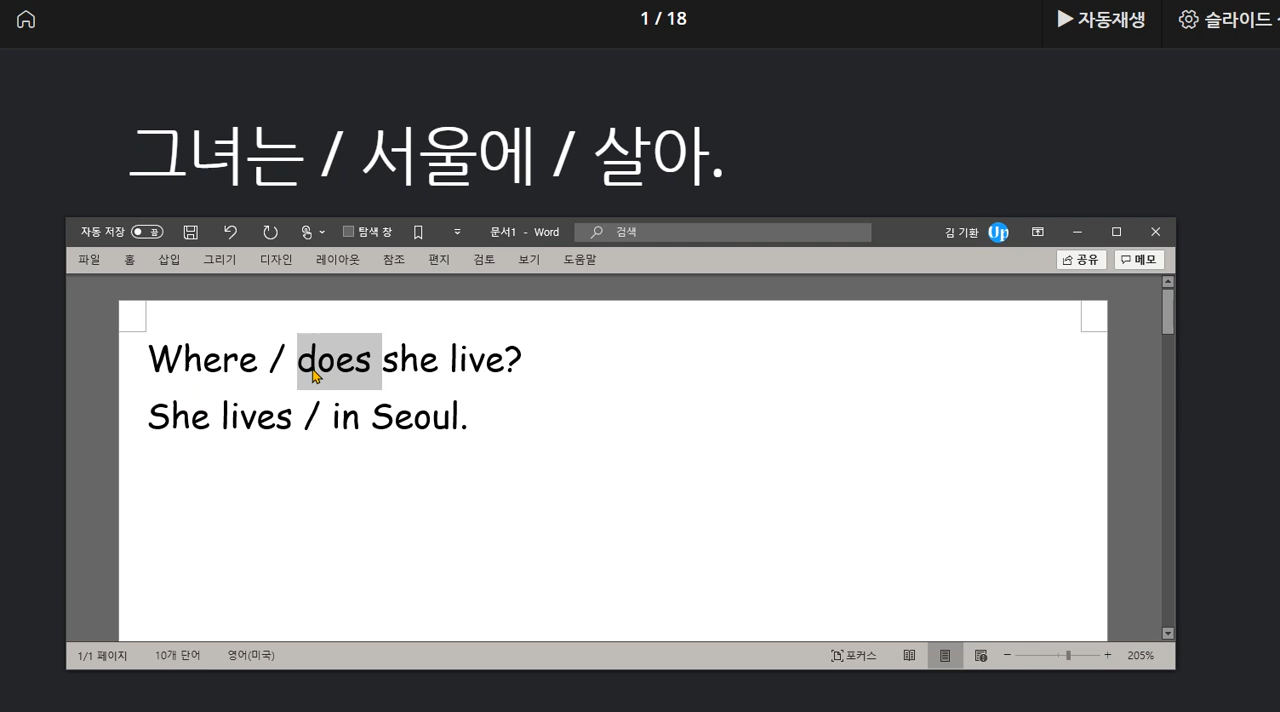 1 / 18
▶ 자동재생
슬라이드
그녀는 / 서울에 / 살아.
자동 저장 끔 탐색 창 문서1 - Word 검색 김 기환 Up
파일 홈 삽입 그리기 디자인 레이아웃 참조 편지 검토 보기 도움말 공유 메모
Where / does she live?
She lives / in Seoul.
1/1 페이지 10개 단어 영어(미국) 포커스 205%